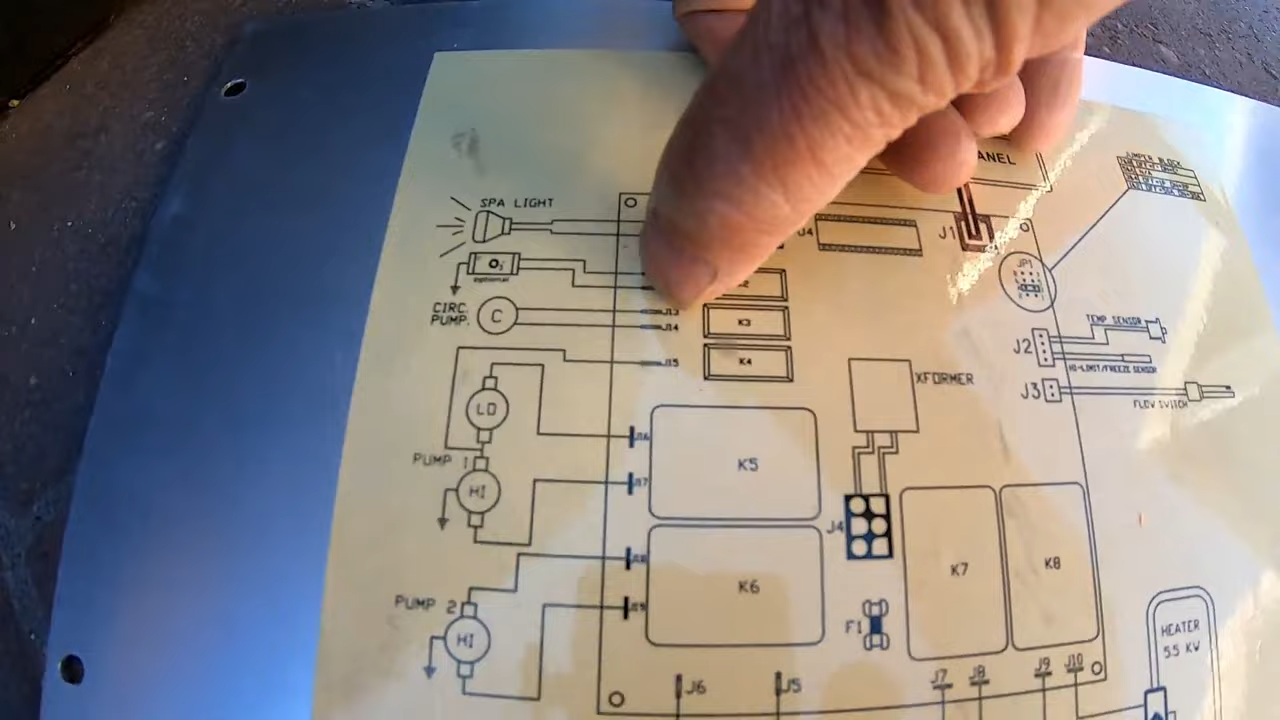 SPA LIGHT
ANEL
JUMPER BLOCK
J1
O3
optional
JP1
CIRC.
PUMP.
C
J13
J14
K3
TEMP SENSOR
J2
HI-LIMIT/FREEZE SENSOR
J15
K4
XFORMER
J3
FLOW SWITCH
LO
J16
PUMP 1
K5
HI
J17
J4
K7
K8
J18
K6
PUMP 2
J19
F1
HI
HEATER
5.5 KW
J6
J5
J7
J8
J9
J10